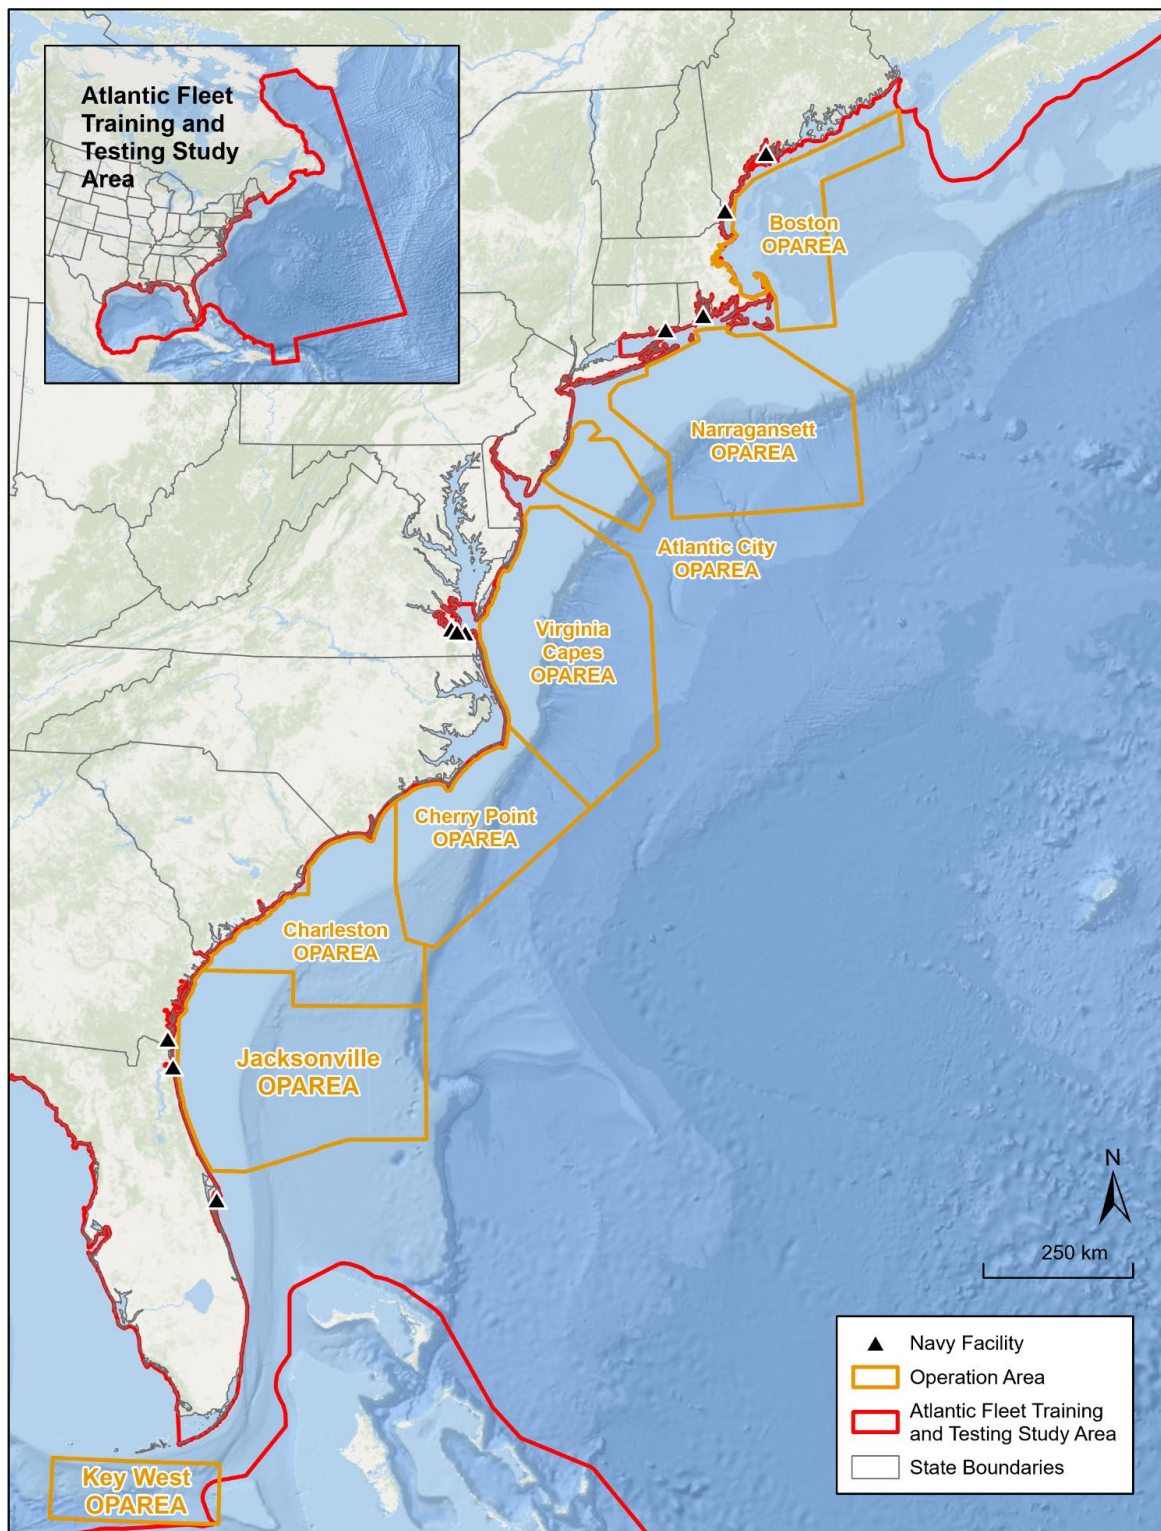 Atlantic Fleet
Training and
Testing Study
Area
Boston
OPAREA
Narragansett
OPAREA
Atlantic City
OPAREA
Virginia
Capes
OPAREA
Cherry Point
OPAREA
Charleston
OPAREA
Jacksonville
OPAREA
Key West
OPAREA
N
250 km
Navy Facility
Operation Area
Atlantic Fleet Training
and Testing Study Area
State Boundaries